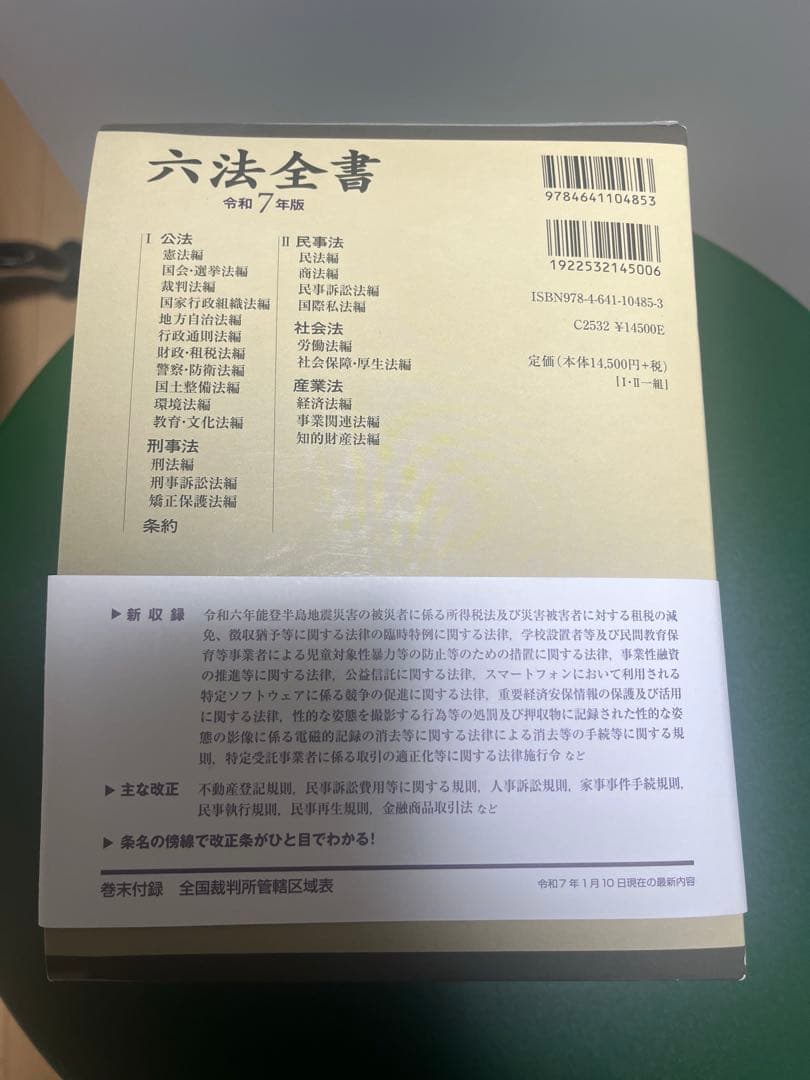 六法全書
令和7年版
I 公法
憲法編
国会・選挙法編
裁判法編
国家行政組織法編
地方自治法編
行政通則法編
財政・租税法編
警察・防衛法編
国土整備法編
環境法編
教育・文化法編
刑事法
刑法編
刑事訴訟法編
矯正保護法編
条約
II 民事法
民法編
商法編
民事訴訟法編
国際私法編
社会法
労働法編
社会保障・厚生法編
産業法
経済法編
事業関連法編
知的財産法編
9784641104853
1922532145006
ISBN978-4-641-10485-3
C2532 ¥14500E
定価(本体14,500円+税)
[I・II一組]
▶新収録 令和六年能登半島地震災害の被災者に係る所得税法及び災害被害者に対する租税の減
免、徴収猶予等に関する法律の臨時特例に関する法律，学校設置者等及び民間教育保
育等事業者による児童対象性暴力等の防止等のための措置に関する法律，事業性融資
の推進等に関する法律，公益信託に関する法律，スマートフォンにおいて利用される
特定ソフトウェアに係る競争の促進に関する法律，重要経済安保情報の保護及び活用
に関する法律，性的な姿態を撮影する行為等の処罰及び押収物に記録された性的な姿
態の影像に係る電磁的記録の消去等に関する法律による消去等の手続等に関する規
則，特定受託事業者に係る取引の適正化等に関する法律施行令 など
▶主な改正 不動産登記規則，民事訴訟費用等に関する規則，人事訴訟規則，家事事件手続規則，
民事執行規則，民事再生規則，金融商品取引法 など
▶条名の傍線で改正条がひと目でわかる!
巻末付録 全国裁判所管轄区域表
令和7年1月10日現在の最新内容